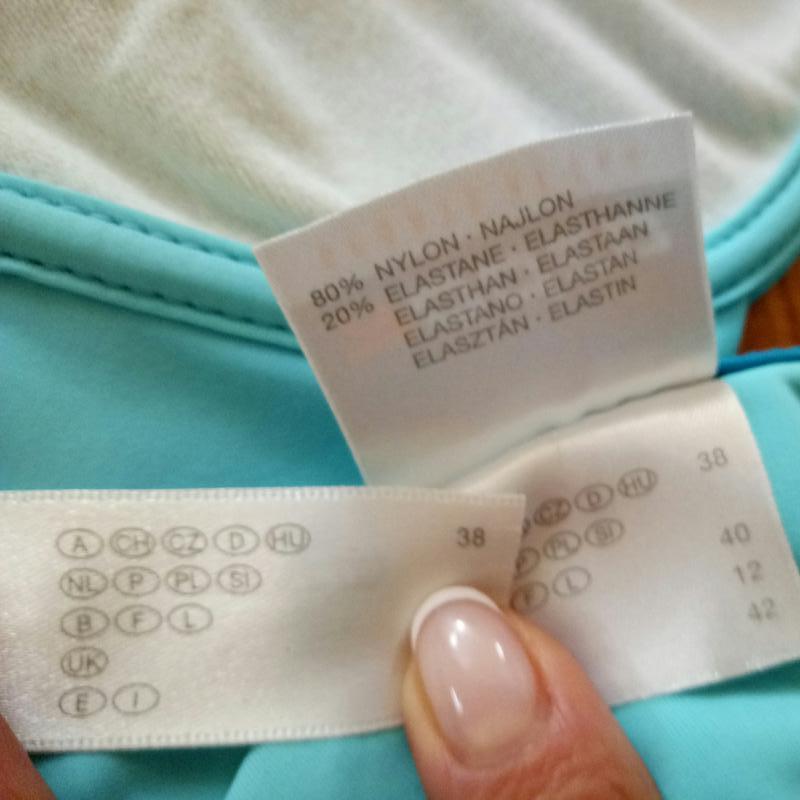 80% NYLON · NAJLON
20% ELASTANE · ELASTHANNE
ELASTHAN · ELASTAAN
ELASTANO · ELASTAN
ELASZTÁN · ELASTIN
A CH CZ D HU 38
NL P PL SI
B F L
UK
E I
CZ D HU 38
P PL SI
F L 40
12
42